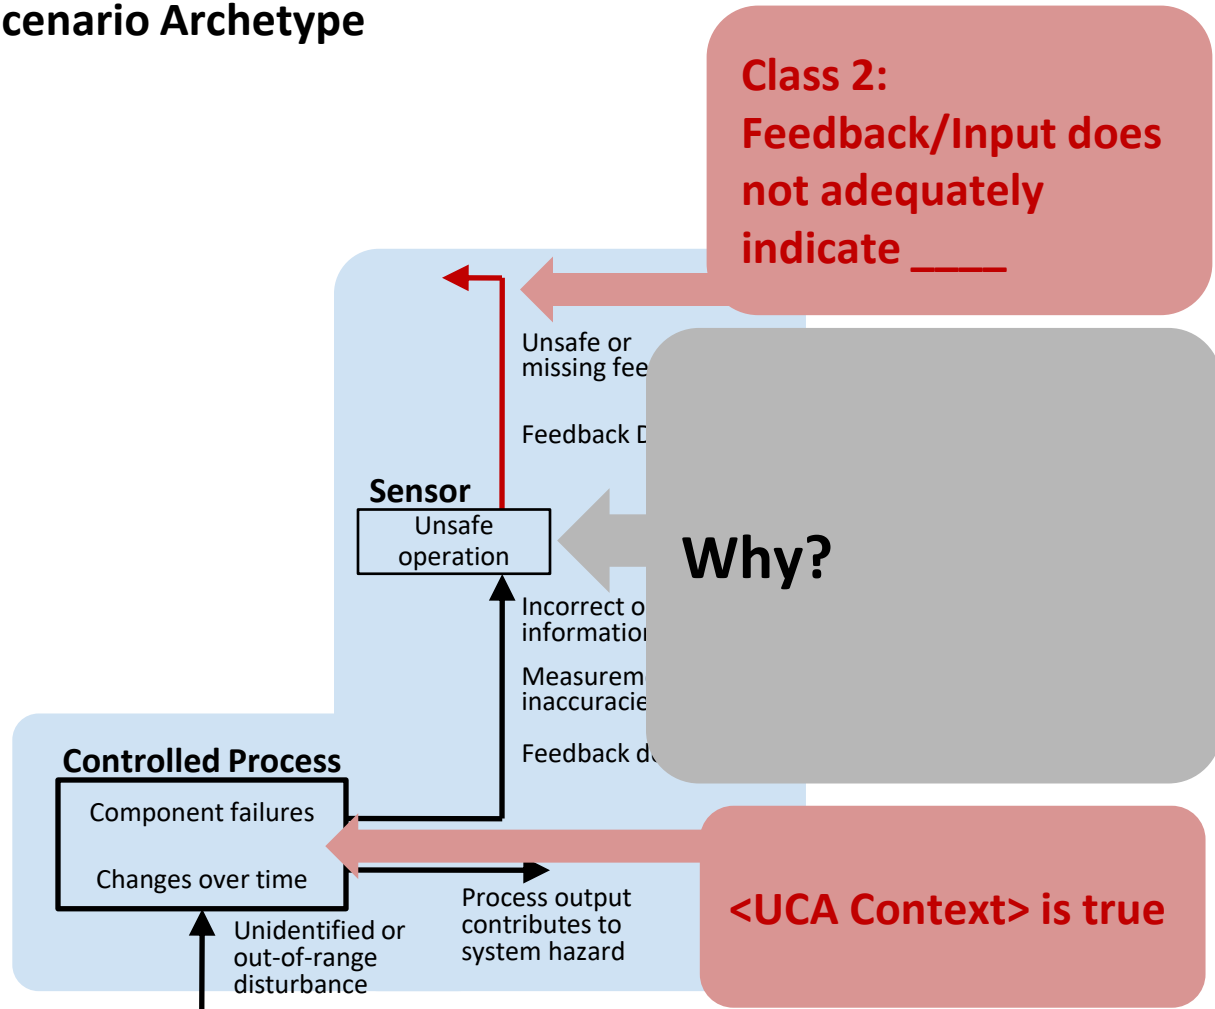 cenario Archetype
Class 2:
Feedback/Input does
not adequately
indicate ____
Unsafe or
missing fee
Feedback D
Sensor
Unsafe
operation
Why?
Incorrect o
information
Measurem
inaccuracie
Feedback d
Controlled Process
Component failures
Changes over time
Process output
contributes to
system hazard
<UCA Context> is true
Unidentified or
out-of-range
disturbance